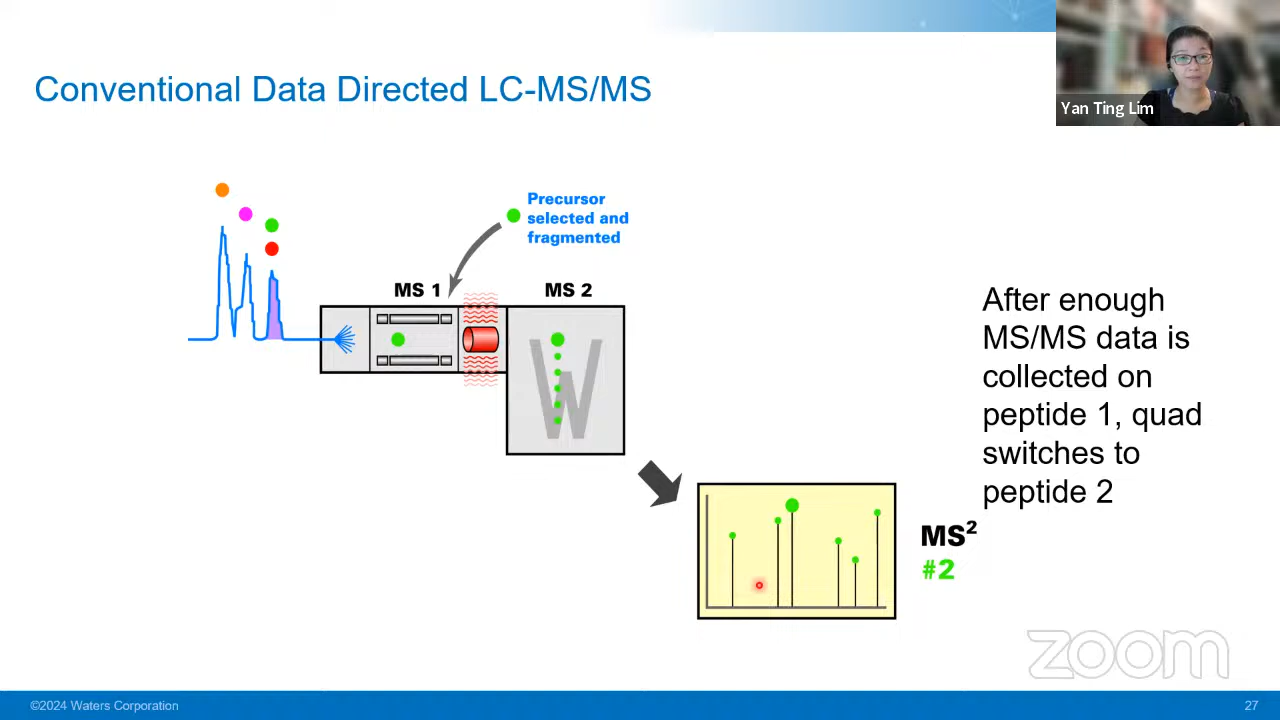 Conventional Data Directed LC-MS/MS
Yan Ting Lim
Precursor
selected and
fragmented
MS 1
MS 2
W
After enough
MS/MS data is
collected on
peptide 1, quad
switches to
peptide 2
MS²
#2
zoom
©2024 Waters Corporation
27